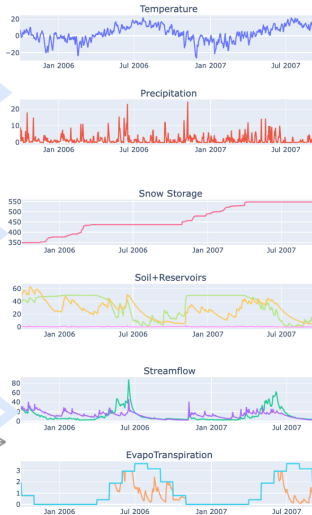 Temperature
20
0
−20
Jan 2006 Jul 2006 Jan 2007 Jul 2007
Precipitation
20
10
0
Jan 2006 Jul 2006 Jan 2007 Jul 2007
Snow Storage
550
500
450
400
350
Jan 2006 Jul 2006 Jan 2007 Jul 2007
Soil+Reservoirs
60
40
20
0
Jan 2006 Jul 2006 Jan 2007 Jul 2007
Streamflow
80
60
40
20
0
Jan 2006 Jul 2006 Jan 2007 Jul 2007
EvapoTranspiration
3
2
1
0
Jan 2006 Jul 2006 Jan 2007 Jul 2007